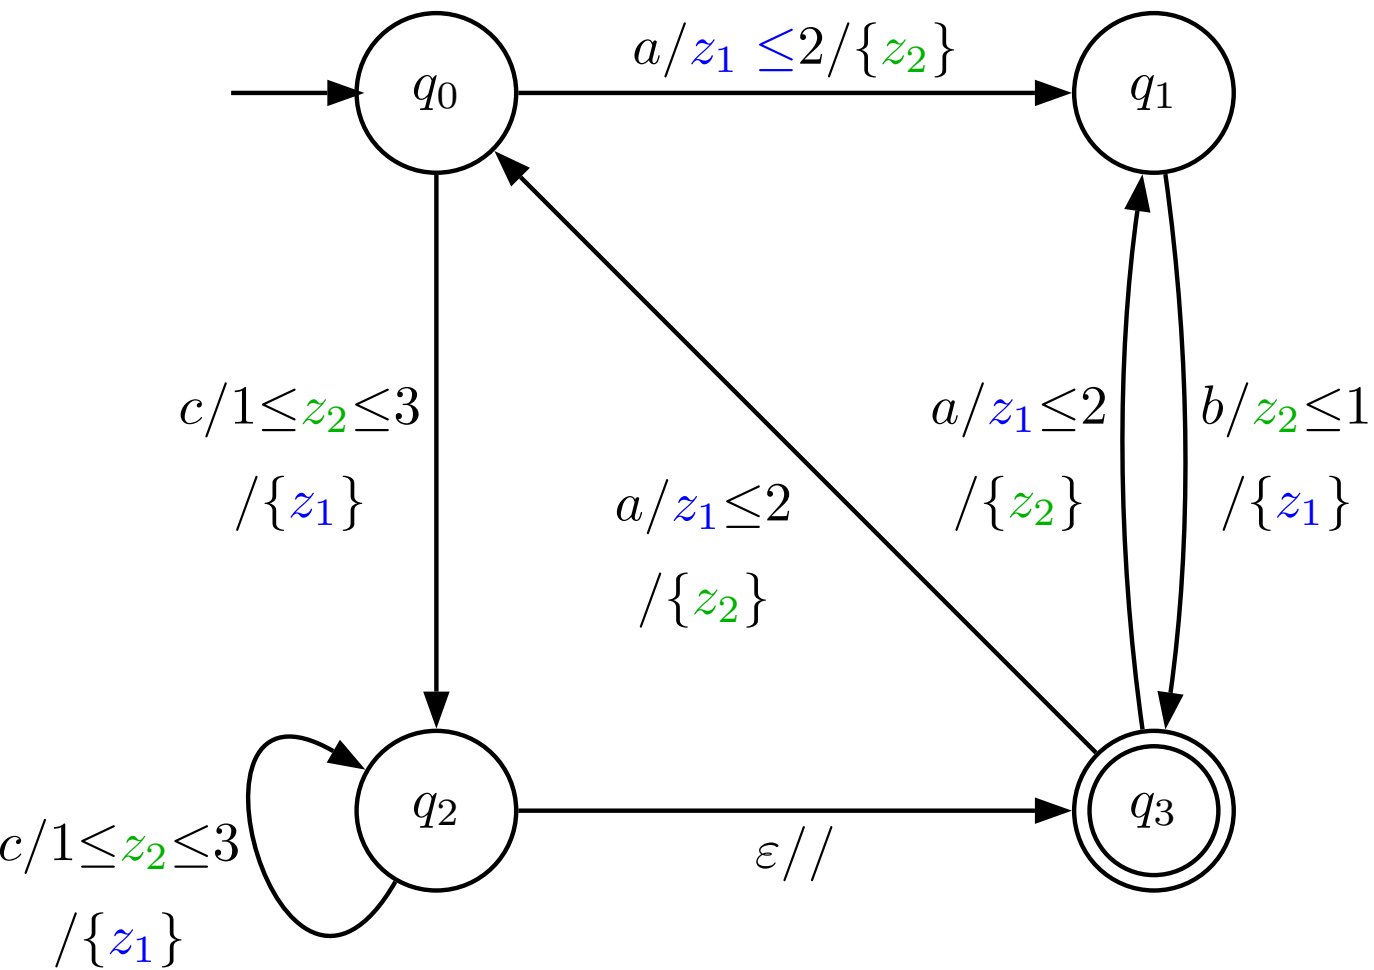 q₀
a/z₁ ≤2/{z₂}
q₁
c/1≤z₂≤3
/{z₁}
a/z₁≤2
/{z₂}
a/z₁≤2
/{z₂}
b/z₂≤1
/{z₁}
q₂
ε//
q₃
c/1≤z₂≤3
/{z₁}